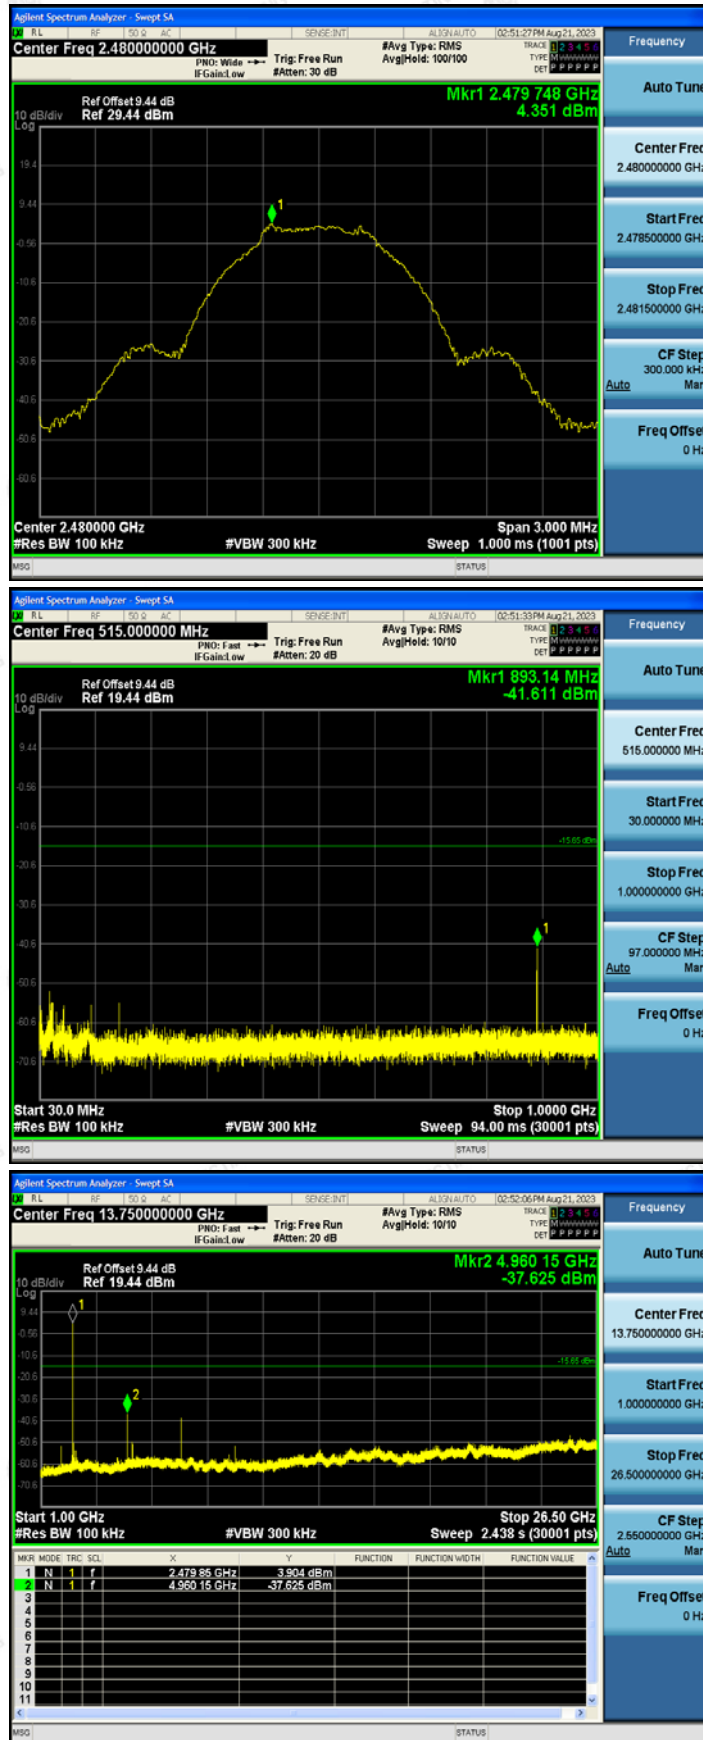 Agilent Spectrum Analyzer - Swept SA
RL RF 50 Ω AC SENSE:INT ALIGNAUTO 02:51:27 PM Aug 21, 2023
Center Freq 2.480000000 GHz
PNO: Wide
IFGain:Low
Trig: Free Run
#Atten: 30 dB
#Avg Type: RMS
Avg|Hold: 100/100
TRACE 1 2 3 4 5 6
TYPE M
DET P P P P P P
Ref Offset 9.44 dB
10 dB/div Ref 29.44 dBm
Log
Mkr1 2.479 748 GHz
4.351 dBm
1
19.4
9.44
-0.56
-10.6
-20.6
-30.6
-40.6
-50.6
-60.6
Center 2.480000 GHz
#Res BW 100 kHz
#VBW 300 kHz
Span 3.000 MHz
Sweep 1.000 ms (1001 pts)
MSG STATUS
Frequency
Auto Tune
Center Freq
2.480000000 GHz
Start Freq
2.478500000 GHz
Stop Freq
2.481500000 GHz
CF Step
300.000 kHz
Auto Man
Freq Offset
0 Hz
Agilent Spectrum Analyzer - Swept SA
RL RF 50 Ω AC SENSE:INT ALIGNAUTO 02:51:33 PM Aug 21, 2023
Center Freq 515.000000 MHz
PNO: Fast
IFGain:Low
Trig: Free Run
#Atten: 20 dB
#Avg Type: RMS
Avg|Hold: 10/10
TRACE 1 2 3 4 5 6
TYPE M
DET P P P P P P
Ref Offset 9.44 dB
10 dB/div Ref 19.44 dBm
Log
Mkr1 893.14 MHz
-41.611 dBm
9.44
-0.56
-10.6
-15.65 dBm
-20.6
-30.6
1
-40.6
-50.6
-60.6
-70.6
Start 30.0 MHz
#Res BW 100 kHz
#VBW 300 kHz
Stop 1.0000 GHz
Sweep 94.00 ms (30001 pts)
MSG STATUS
Frequency
Auto Tune
Center Freq
515.000000 MHz
Start Freq
30.000000 MHz
Stop Freq
1.000000000 GHz
CF Step
97.000000 MHz
Auto Man
Freq Offset
0 Hz
Agilent Spectrum Analyzer - Swept SA
RL RF 50 Ω AC SENSE:INT ALIGNAUTO 02:52:06 PM Aug 21, 2023
Center Freq 13.750000000 GHz
PNO: Fast
IFGain:Low
Trig: Free Run
#Atten: 20 dB
#Avg Type: RMS
Avg|Hold: 10/10
TRACE 1 2 3 4 5 6
TYPE M
DET P P P P P P
Ref Offset 9.44 dB
10 dB/div Ref 19.44 dBm
Log
Mkr2 4.960 15 GHz
-37.625 dBm
1
9.44
-0.56
-10.6
-15.65 dBm
-20.6
2
-30.6
-40.6
-50.6
-60.6
-70.6
Start 1.00 GHz
#Res BW 100 kHz
#VBW 300 kHz
Stop 26.50 GHz
Sweep 2.438 s (30001 pts)
MKR MODE TRC SCL X Y FUNCTION FUNCTION WIDTH FUNCTION VALUE
1 N 1 f 2.479 85 GHz 3.904 dBm
2 N 1 f 4.960 15 GHz -37.625 dBm
3
4
5
6
7
8
9
10
11
MSG STATUS
Frequency
Auto Tune
Center Freq
13.750000000 GHz
Start Freq
1.000000000 GHz
Stop Freq
26.500000000 GHz
CF Step
2.550000000 GHz
Auto Man
Freq Offset
0 Hz